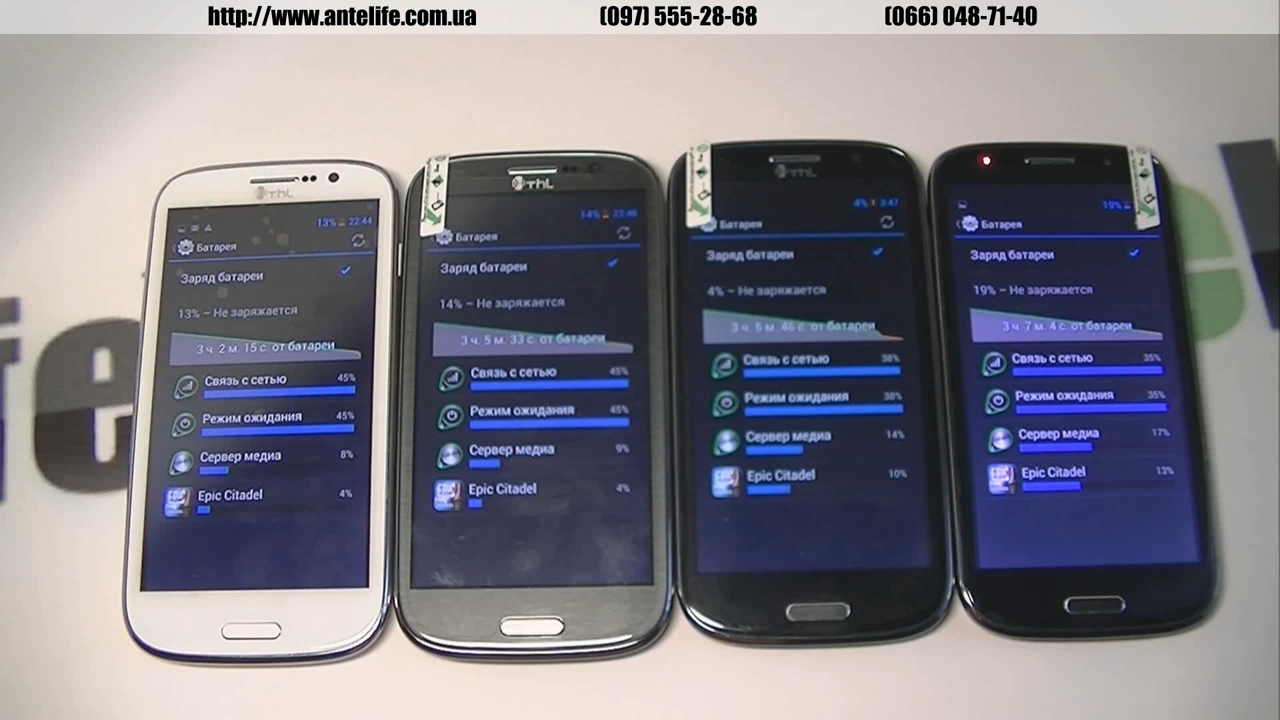 http://www.antelife.com.ua (097) 555-28-68 (066) 048-71-40
THL
13% 22:44
Батарея
Заряд батареи
13% – Не заряжается
3 ч. 2 м. 15 с. от батареи
Связь с сетью 45%
Режим ожидания 45%
Сервер медиа 8%
Epic Citadel 4%
THL
14%
Батарея
Заряд батареи
14% – Не заряжается
3 ч. 5 м. 33 с. от батареи
Связь с сетью 45%
Режим ожидания 45%
Сервер медиа 9%
Epic Citadel 4%
THL
4% 3:47
Батарея
Заряд батареи
4% – Не заряжается
3 ч. 6 м. 46 с. от батареи
Связь с сетью 38%
Режим ожидания 38%
Сервер медиа 14%
Epic Citadel 10%
19%
Батарея
Заряд батареи
19% – Не заряжается
3 ч. 7 м. 4 с. от батареи
Связь с сетью 35%
Режим ожидания 35%
Сервер медиа 17%
Epic Citadel 13%